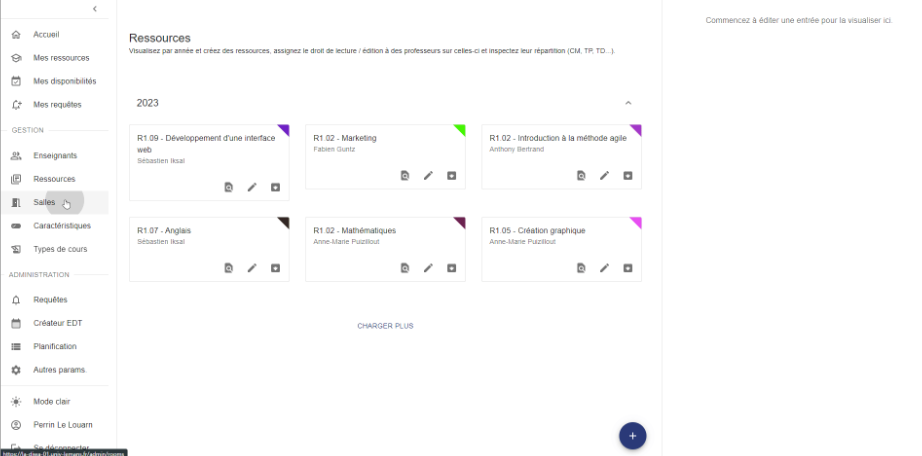 Accueil
Mes ressources
Mes disponibilités
Mes requêtes
GESTION
Enseignants
Ressources
Salles
Caractéristiques
Types de cours
ADMINISTRATION
Requêtes
Créateur EDT
Planification
Autres params.
Mode clair
Perrin Le Louarn
Se déconnecter
Ressources
Visualisez par année et créez des ressources, assignez le droit de lecture / édition à des professeurs sur celles-ci et inspectez leur répartition (CM, TP, TD...).
2023
R1.09 - Développement d'une interface
web
Sébastien Iksal
R1.02 - Marketing
Fabien Guntz
R1.02 - Introduction à la méthode agile
Anthony Bertrand
R1.07 - Anglais
Sébastien Iksal
R1.02 - Mathématiques
Anne-Marie Puizillout
R1.05 - Création graphique
Anne-Marie Puizillout
CHARGER PLUS
Commencez à éditer une entrée pour la visualiser ici.